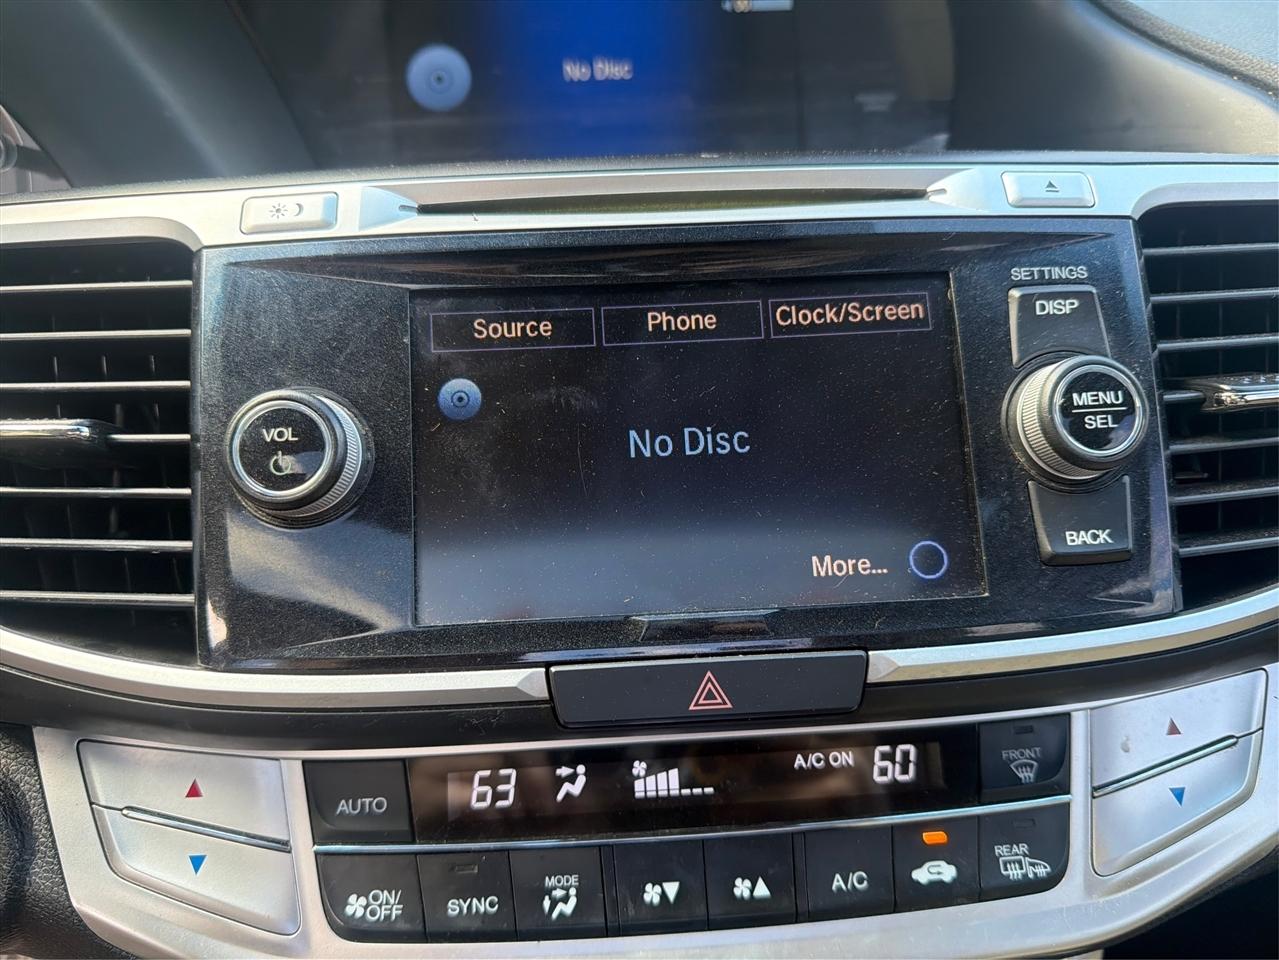 No Disc
SETTINGS
DISP
Source
Phone
Clock/Screen
VOL
MENU
SEL
No Disc
BACK
More...
63
A/C ON
60
FRONT
AUTO
ON/
OFF
SYNC
MODE
A/C
REAR